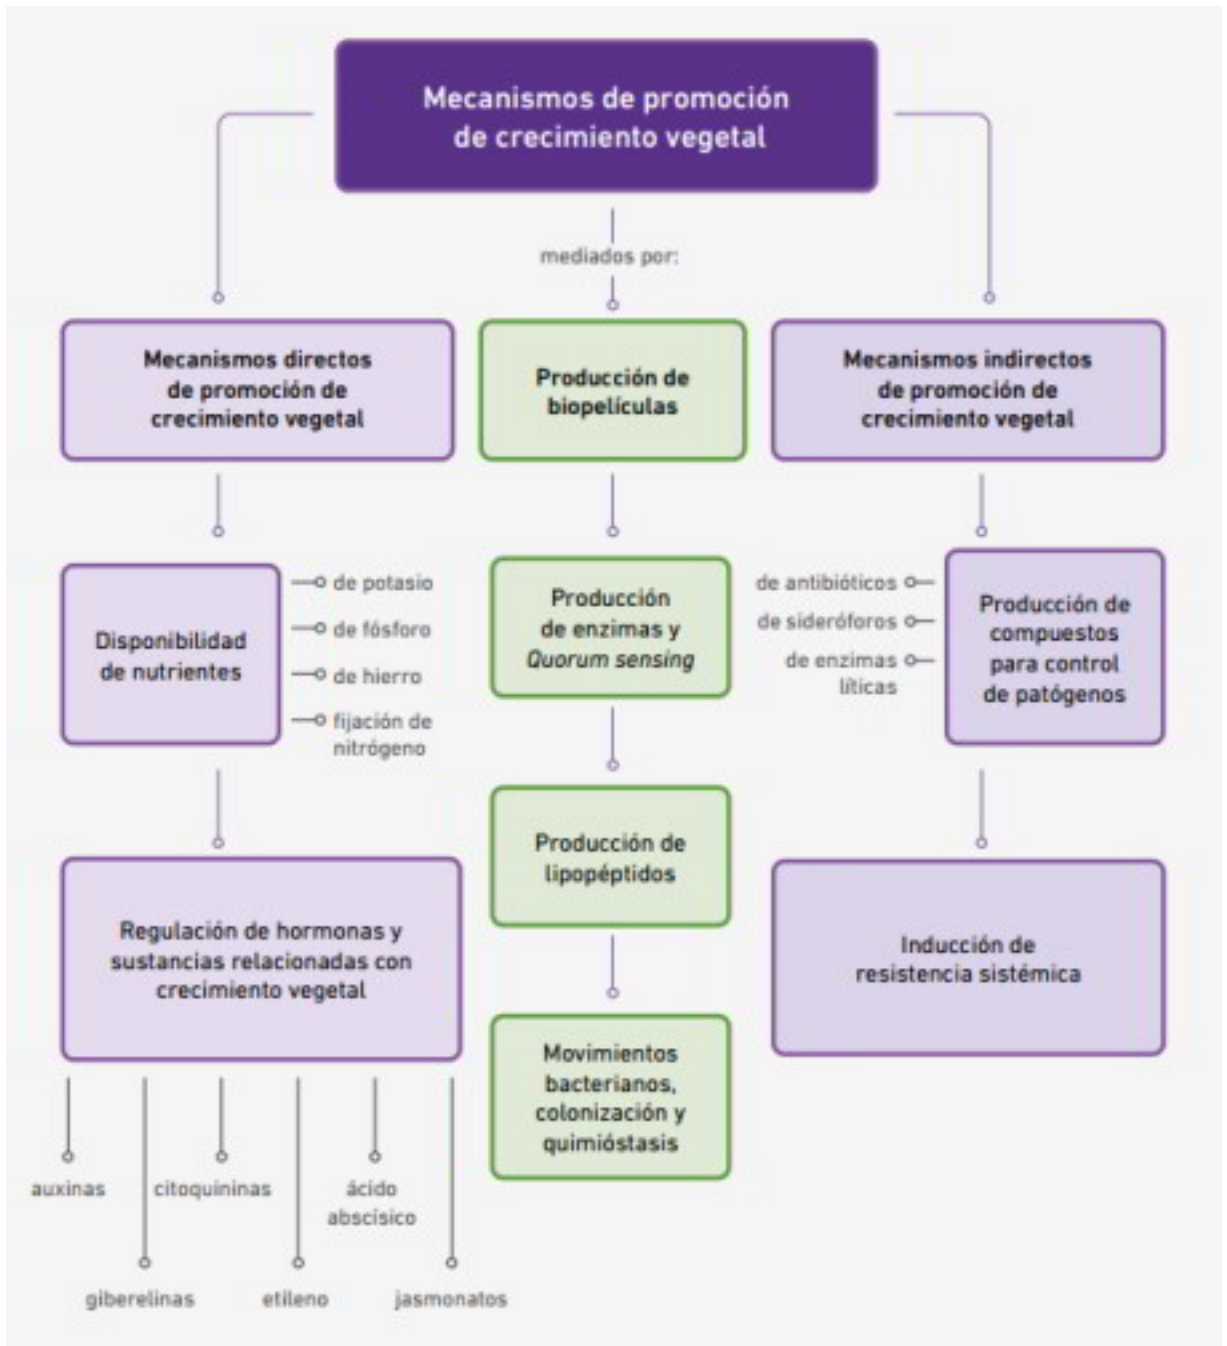 Mecanismos de promoción
de crecimiento vegetal
mediados por:
Mecanismos directos
de promoción de
crecimiento vegetal
Producción de
biopelículas
Mecanismos indirectos
de promoción de
crecimiento vegetal
Disponibilidad
de nutrientes
de potasio
de fósforo
de hierro
fijación de
nitrógeno
Producción
de enzimas y
Quorum sensing
de antibióticos
de sideróforos
de enzimas
líticas
Producción de
compuestos
para control
de patógenos
Regulación de hormonas y
sustancias relacionadas con
crecimiento vegetal
Producción de
lipopéptidos
Inducción de
resistencia sistémica
Movimientos
bacterianos,
colonización y
quimióstasis
auxinas
citoquininas
ácido
abscísico
giberelinas
etileno
jasmonatos